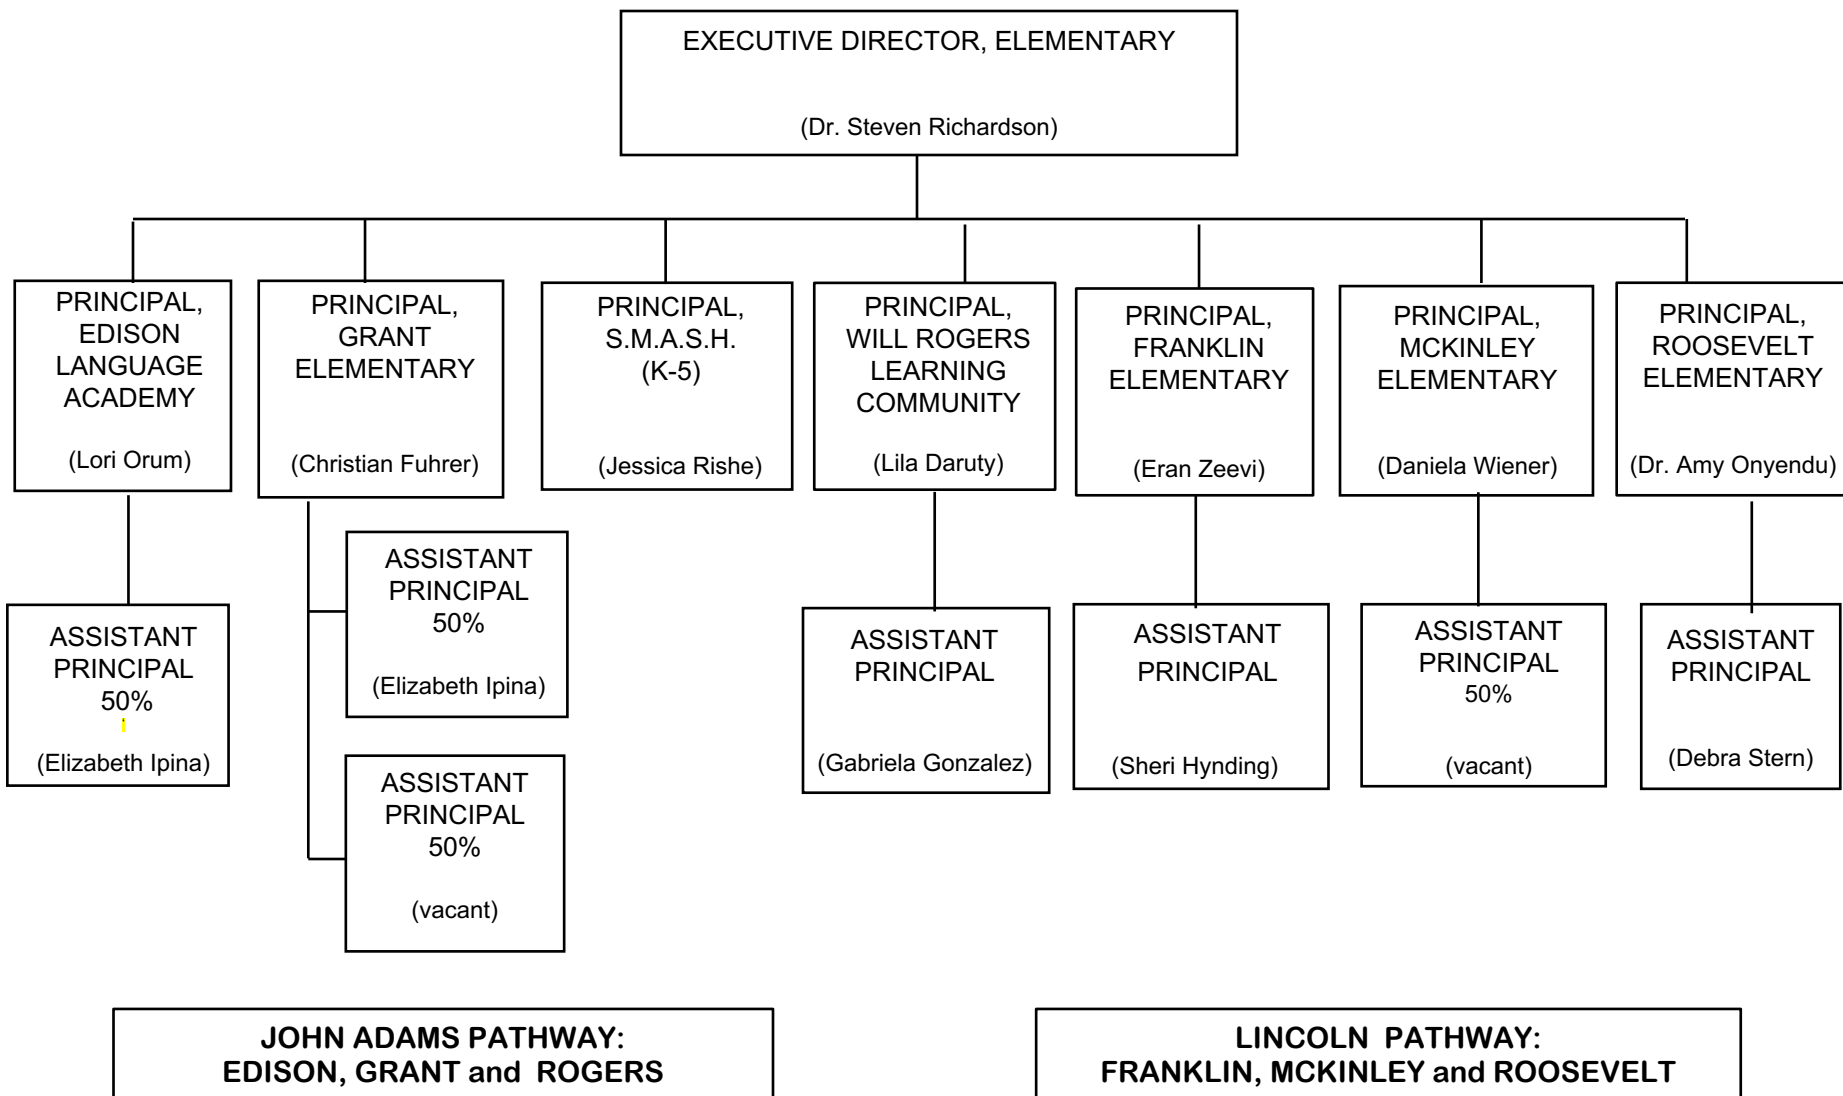 EXECUTIVE DIRECTOR, ELEMENTARY
(Dr. Steven Richardson)
PRINCIPAL,
EDISON
LANGUAGE
ACADEMY
(Lori Orum)
PRINCIPAL,
GRANT
ELEMENTARY
(Christian Fuhrer)
PRINCIPAL,
S.M.A.S.H.
(K-5)
(Jessica Rishe)
PRINCIPAL,
WILL ROGERS
LEARNING
COMMUNITY
(Lila Daruty)
PRINCIPAL,
FRANKLIN
ELEMENTARY
(Eran Zeevi)
PRINCIPAL,
MCKINLEY
ELEMENTARY
(Daniela Wiener)
PRINCIPAL,
ROOSEVELT
ELEMENTARY
(Dr. Amy Onyendu)
ASSISTANT
PRINCIPAL
50%
(Elizabeth Ipina)
ASSISTANT
PRINCIPAL
50%
(Elizabeth Ipina)
ASSISTANT
PRINCIPAL
50%
(vacant)
ASSISTANT
PRINCIPAL
(Gabriela Gonzalez)
ASSISTANT
PRINCIPAL
(Sheri Hynding)
ASSISTANT
PRINCIPAL
50%
(vacant)
ASSISTANT
PRINCIPAL
(Debra Stern)
JOHN ADAMS PATHWAY:
EDISON, GRANT and ROGERS
LINCOLN PATHWAY:
FRANKLIN, MCKINLEY and ROOSEVELT